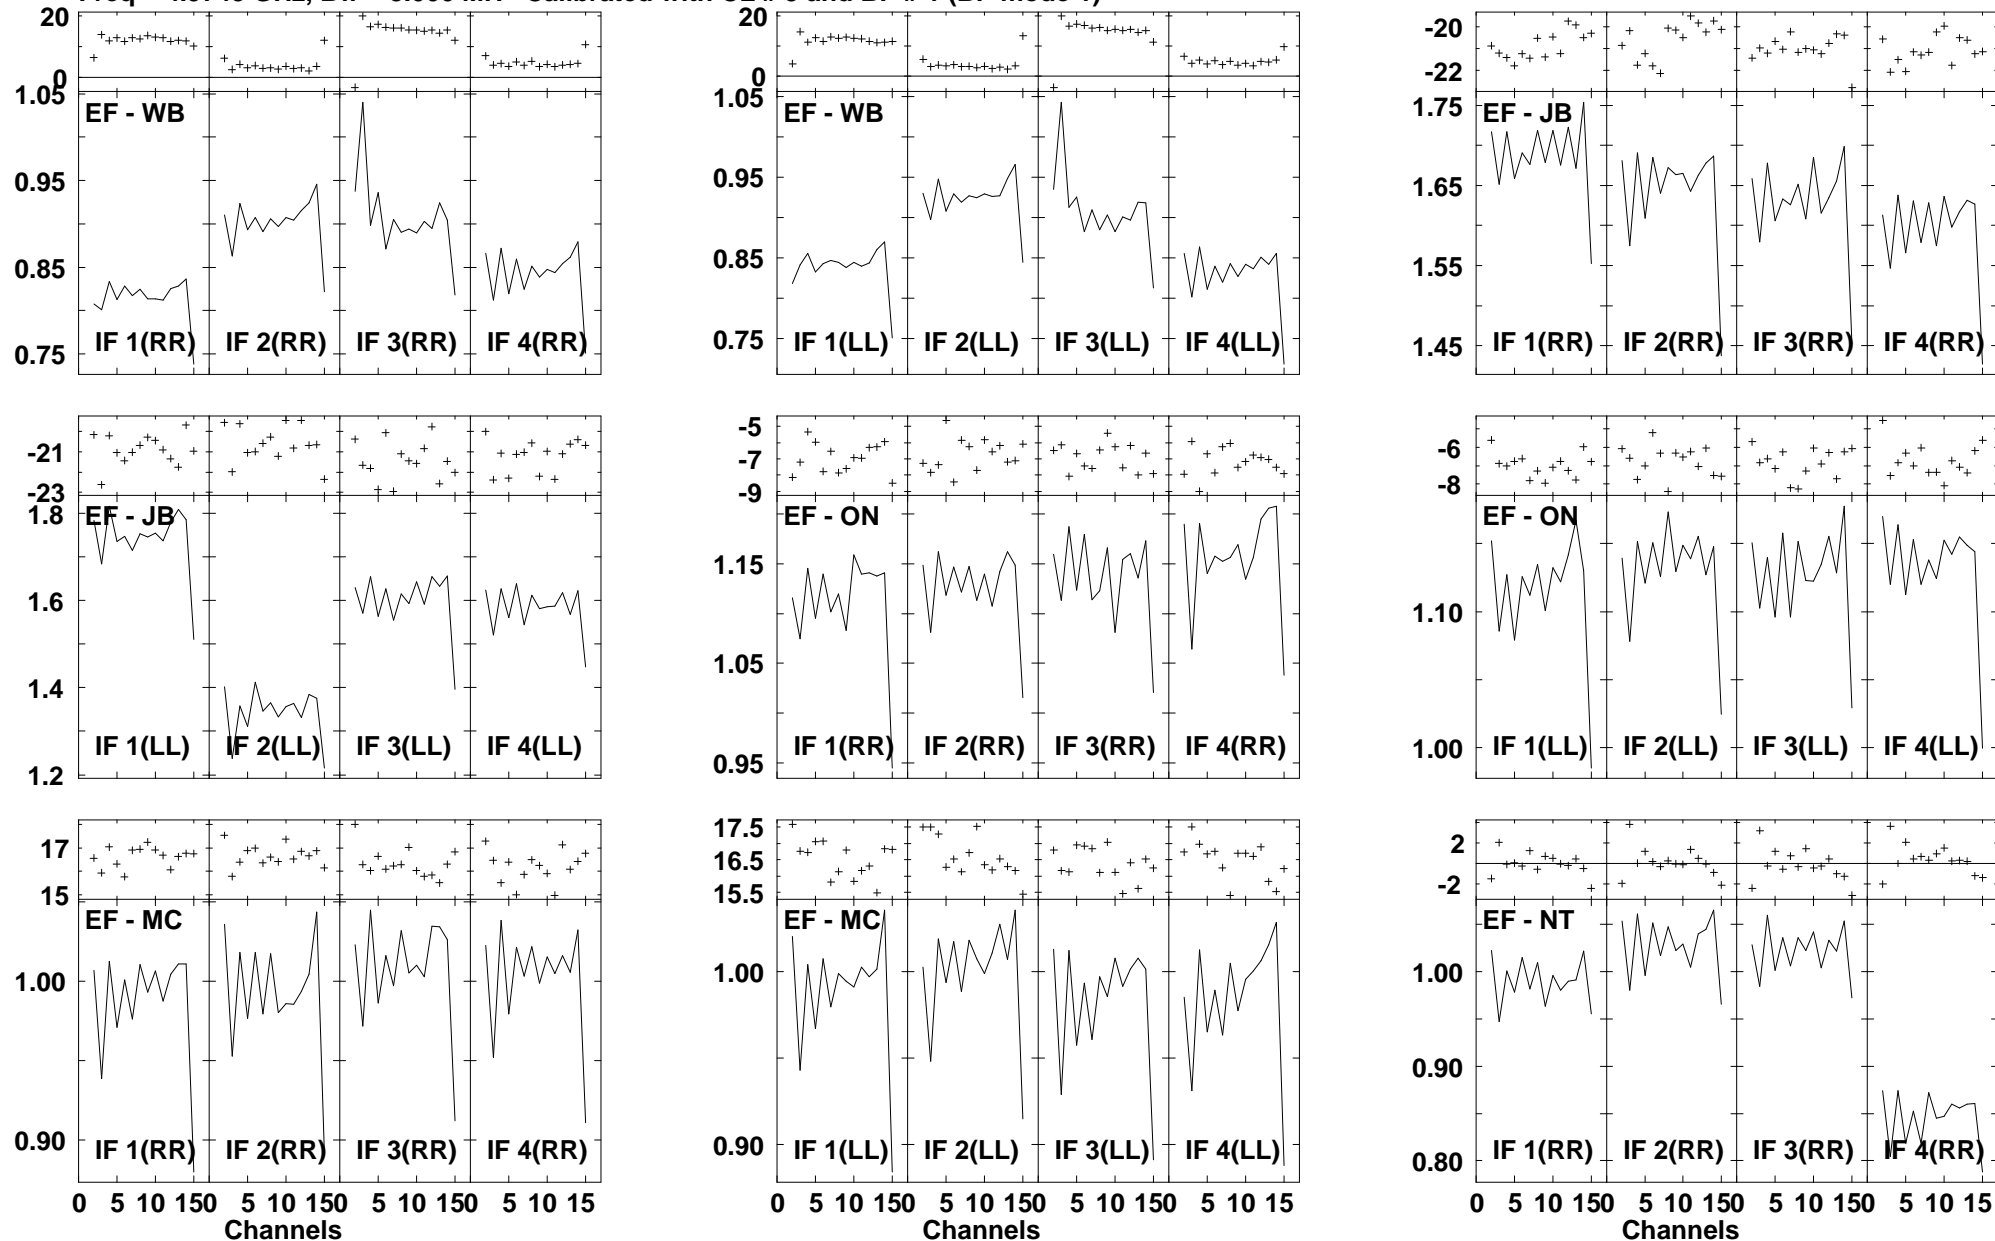 20
0
1.05
0.95
0.85
0.75
EF - WB
IF 1(RR) IF 2(RR) IF 3(RR) IF 4(RR)
20
0
1.05
0.95
0.85
0.75
EF - WB
IF 1(LL) IF 2(LL) IF 3(LL) IF 4(LL)
-20
-22
1.75
1.65
1.55
1.45
EF - JB
IF 1(RR) IF 2(RR) IF 3(RR) IF 4(RR)
-21
-23
1.8
1.6
1.4
1.2
EF - JB
IF 1(LL) IF 2(LL) IF 3(LL) IF 4(LL)
-5
-7
-9
1.15
1.05
0.95
EF - ON
IF 1(RR) IF 2(RR) IF 3(RR) IF 4(RR)
-6
-8
1.10
1.00
EF - ON
IF 1(LL) IF 2(LL) IF 3(LL) IF 4(LL)
17
15
1.00
0.90
EF - MC
IF 1(RR) IF 2(RR) IF 3(RR) IF 4(RR)
0 5 10 150 5 10 150 5 10 150 5 10 15
Channels
17.5
16.5
15.5
1.00
0.90
EF - MC
IF 1(LL) IF 2(LL) IF 3(LL) IF 4(LL)
0 5 10 150 5 10 150 5 10 150 5 10 15
Channels
2
-2
1.00
0.90
0.80
EF - NT
IF 1(RR) IF 2(RR) IF 3(RR) IF 4(RR)
0 5 10 150 5 10 150 5 10 150 5 10 15
Channels